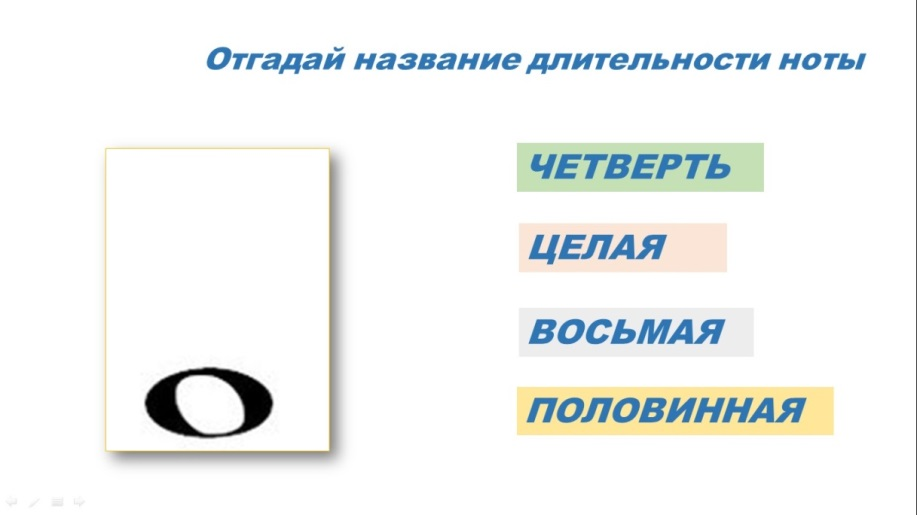 Отгадай название длительности ноты
ЧЕТВЕРТЬ
ЦЕЛАЯ
ВОСЬМАЯ
ПОЛОВИННАЯ